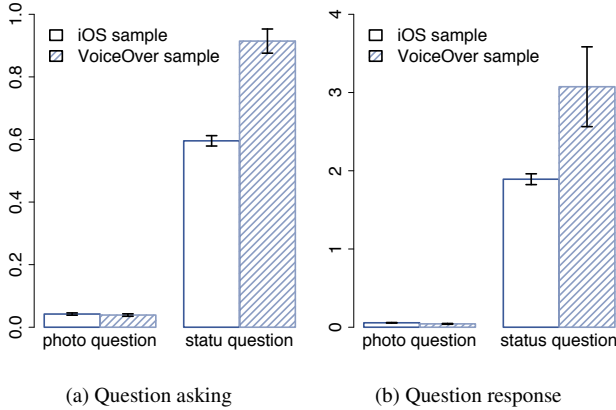 1.0
0.8
0.6
0.4
0.2
0.0
iOS sample
VoiceOver sample
photo question
statu question
(a) Question asking
4
3
2
1
0
iOS sample
VoiceOver sample
photo question
status question
(b) Question response